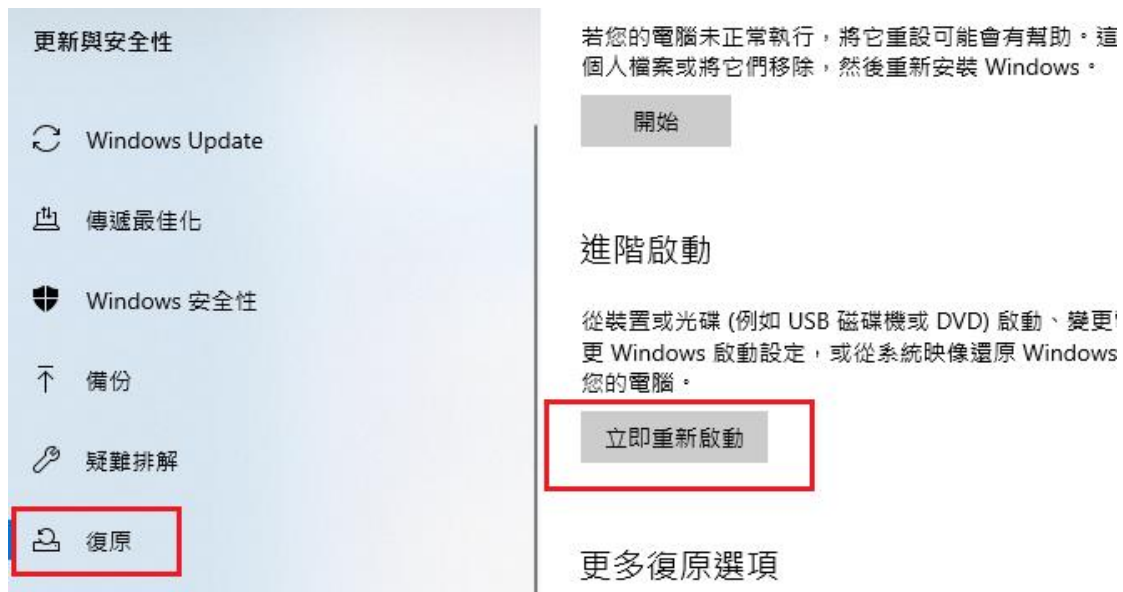 更新與安全性
Windows Update
傳遞最佳化
Windows 安全性
備份
疑難排解
復原
若您的電腦未正常執行，將它重設可能會有幫助。這
個人檔案或將它們移除，然後重新安裝 Windows。
開始
進階啟動
從裝置或光碟 (例如 USB 磁碟機或 DVD) 啟動、變更
更 Windows 啟動設定，或從系統映像還原 Windows
您的電腦。
立即重新啟動
更多復原選項